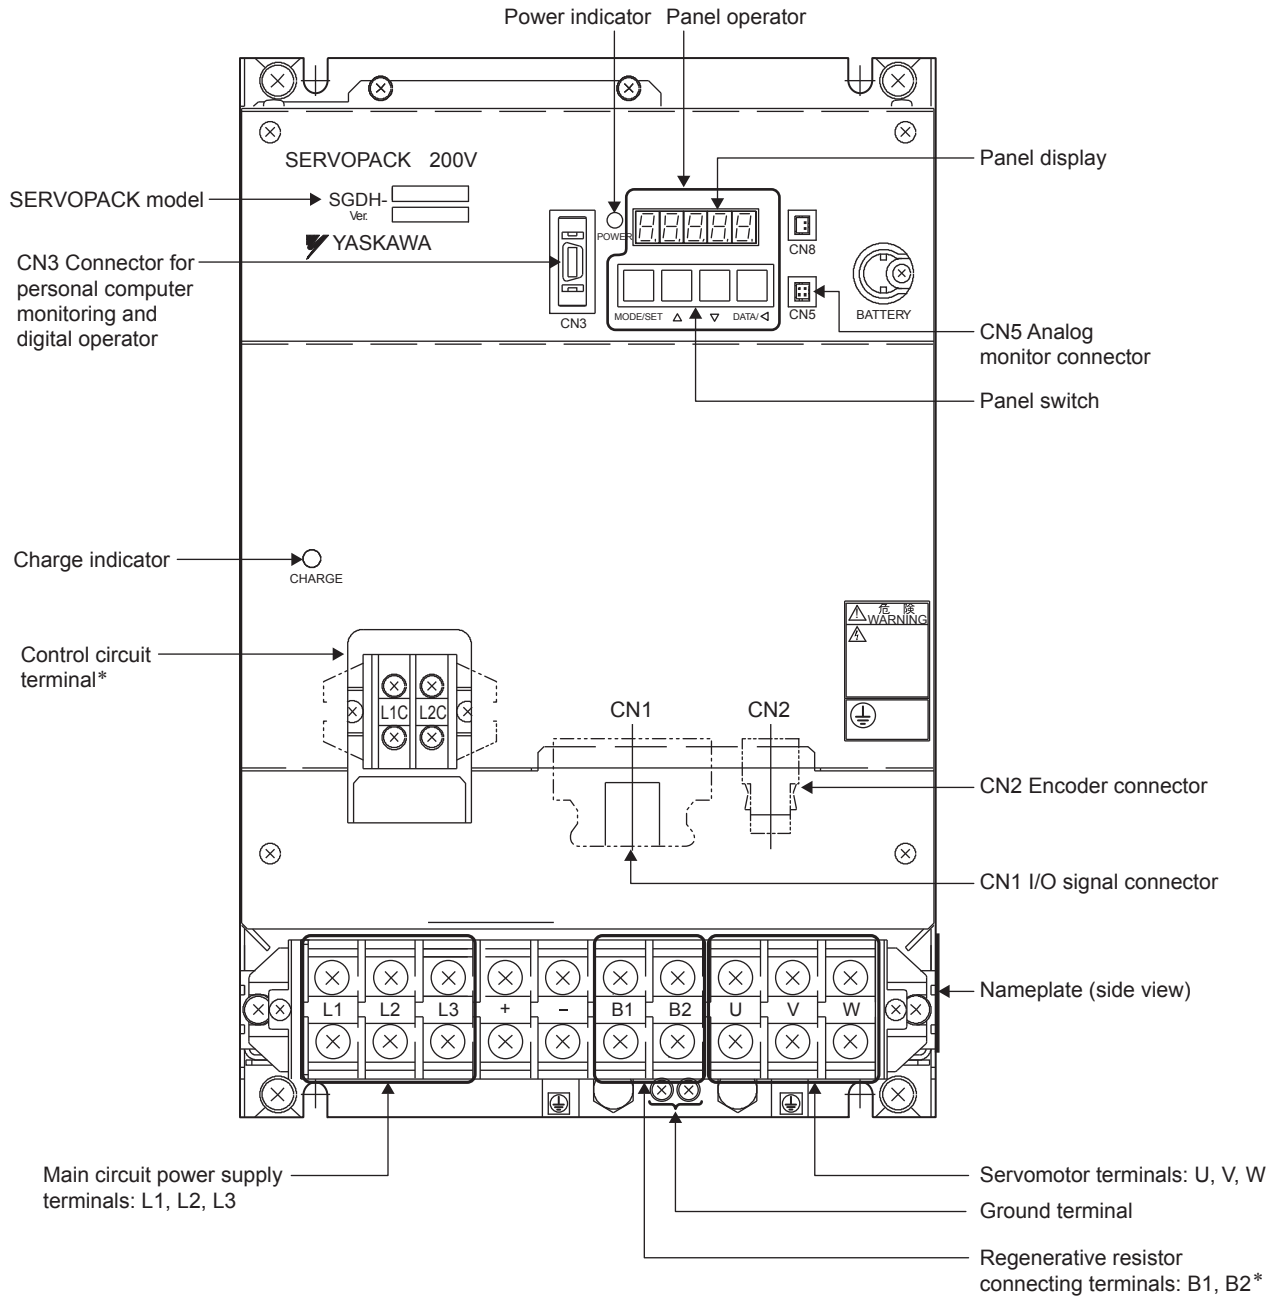 Power indicator Panel operator
SERVOPACK 200V
Panel display
SERVOPACK model
SGDH-
Ver.
YASKAWA
POWER
CN8
CN3 Connector for
personal computer
monitoring and
digital operator
CN3
MODE/SET △ ▽ DATA/◁
CN5
BATTERY
CN5 Analog
monitor connector
Panel switch
Charge indicator
CHARGE
危 険
WARNING
Control circuit
terminal*
L1C L2C
CN1 CN2
CN2 Encoder connector
CN1 I/O signal connector
Nameplate (side view)
L1 L2 L3 + − B1 B2 U V W
Main circuit power supply
terminals: L1, L2, L3
Servomotor terminals: U, V, W
Ground terminal
Regenerative resistor
connecting terminals: B1, B2*